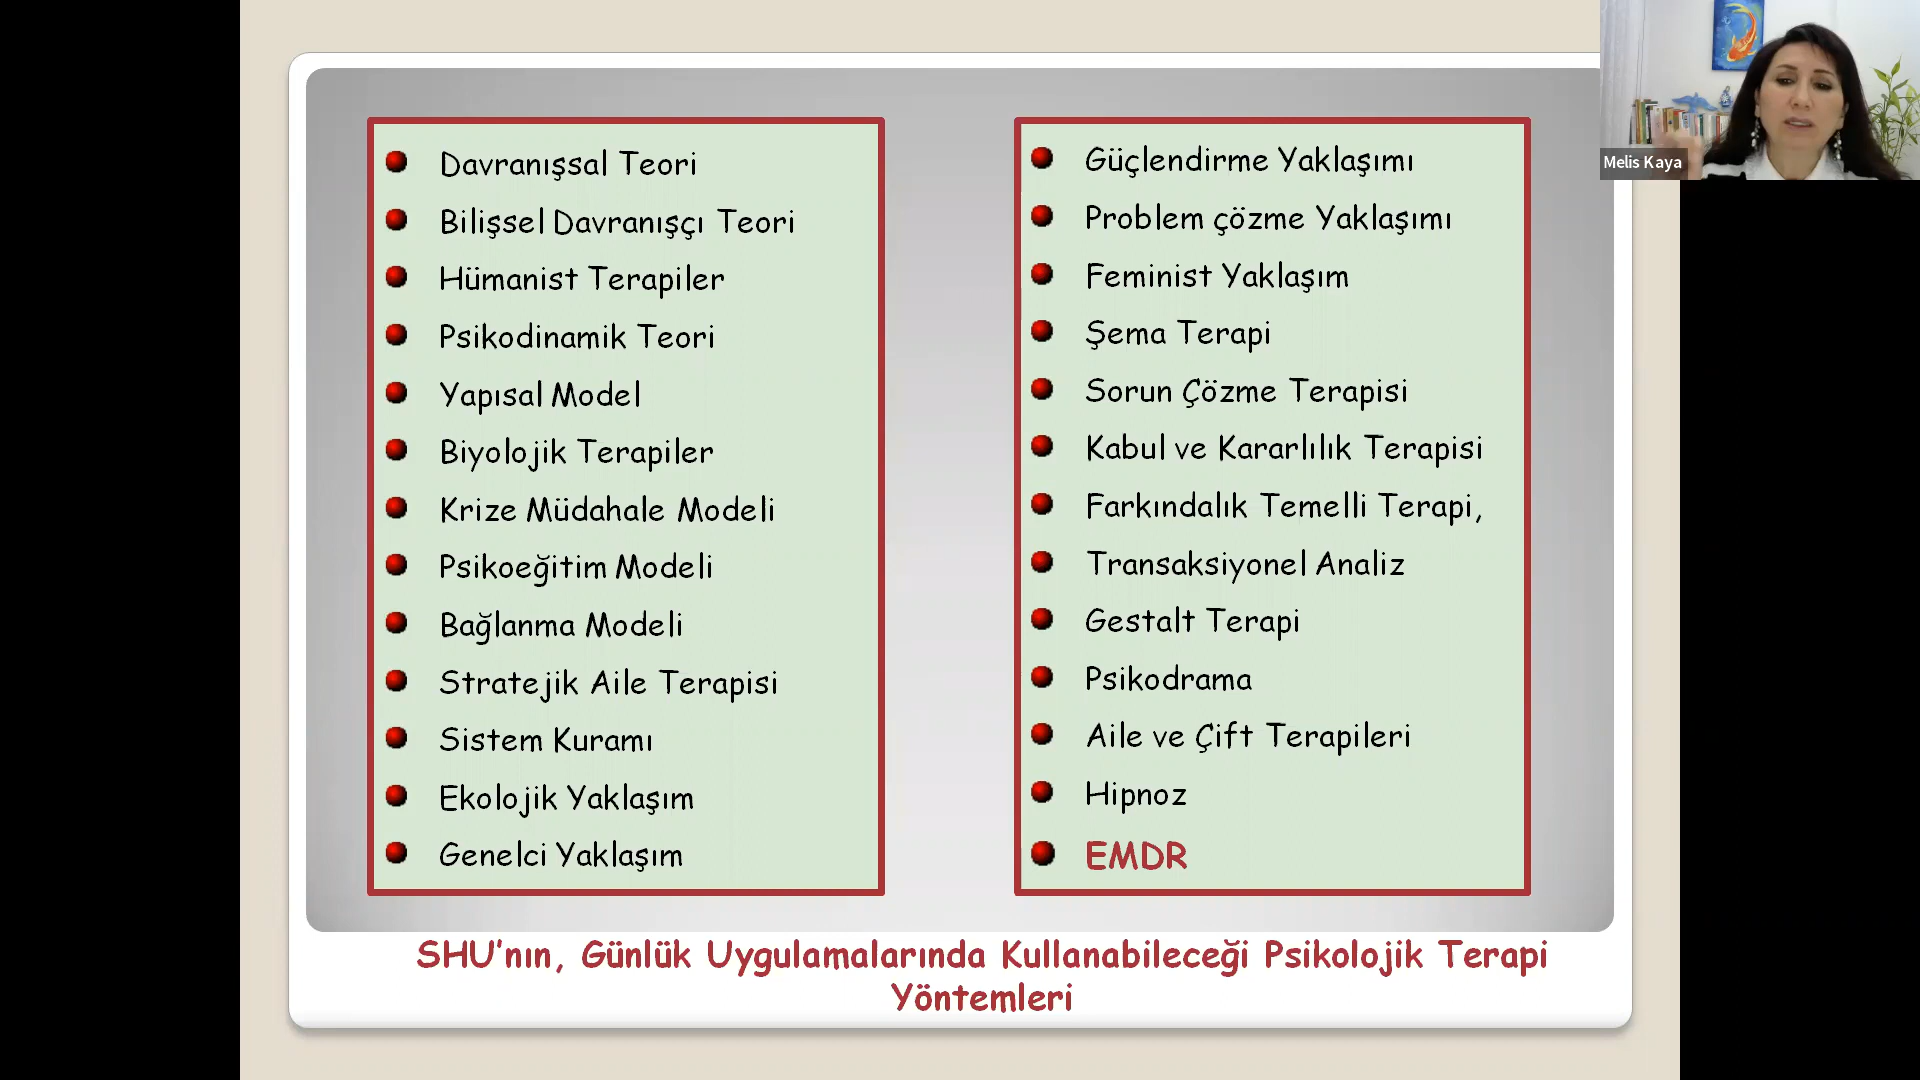 Davranışsal Teori
Bilişsel Davranışçı Teori
Hümanist Terapiler
Psikodinamik Teori
Yapısal Model
Biyolojik Terapiler
Krize Müdahale Modeli
Psikoeğitim Modeli
Bağlanma Modeli
Stratejik Aile Terapisi
Sistem Kuramı
Ekolojik Yaklaşım
Genelci Yaklaşım
Güçlendirme Yaklaşımı
Problem çözme Yaklaşımı
Feminist Yaklaşım
Şema Terapi
Sorun Çözme Terapisi
Kabul ve Kararlılık Terapisi
Farkındalık Temelli Terapi,
Transaksiyonel Analiz
Gestalt Terapi
Psikodrama
Aile ve Çift Terapileri
Hipnoz
EMDR
SHU’nın, Günlük Uygulamalarında Kullanabileceği Psikolojik Terapi
Yöntemleri
Melis Kaya